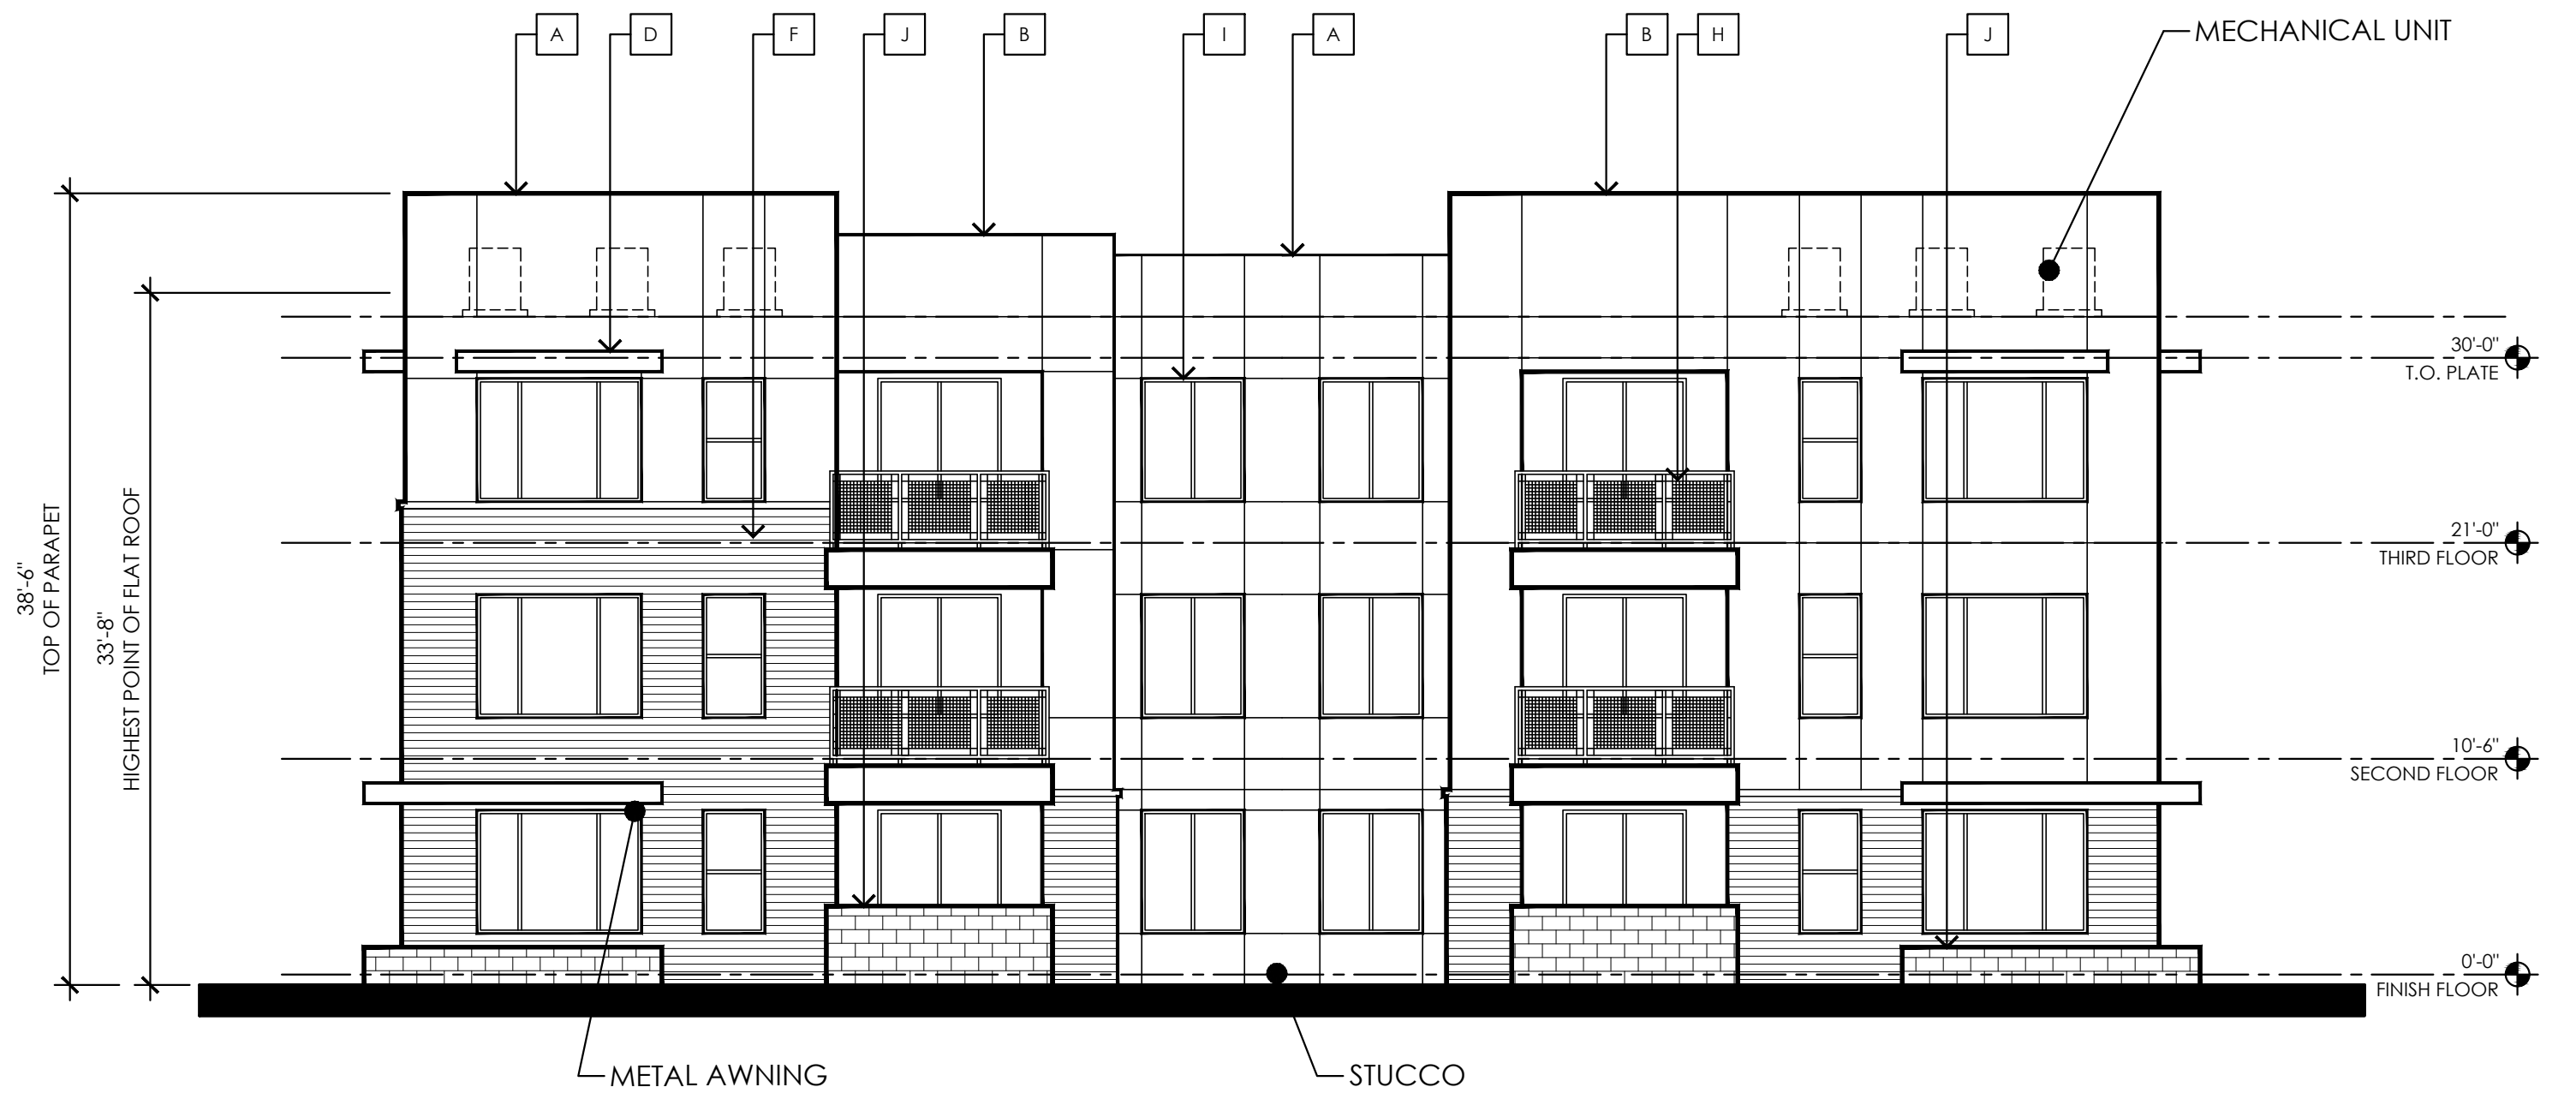 A
D
F
J
B
I
A
B
H
J
MECHANICAL UNIT
38'-6"
TOP OF PARAPET
33'-8"
HIGHEST POINT OF FLAT ROOF
30'-0"
T.O. PLATE
21'-0"
THIRD FLOOR
10'-6"
SECOND FLOOR
0'-0"
FINISH FLOOR
METAL AWNING
STUCCO